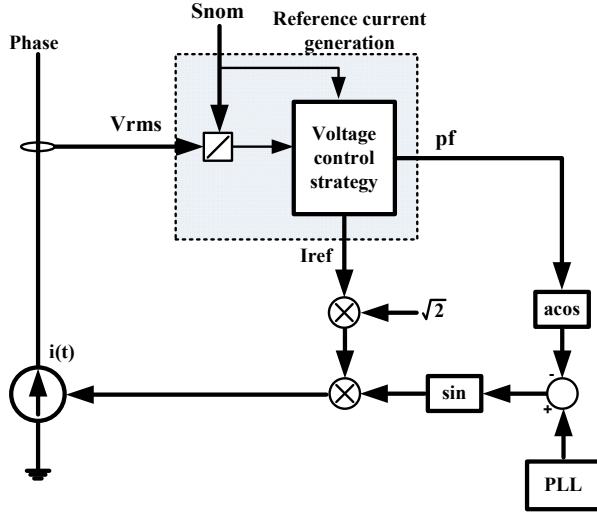 Snom
Reference current
generation
Phase
Vrms
Voltage
control
strategy
pf
Iref
√2
acos
i(t)
-
+
sin
PLL